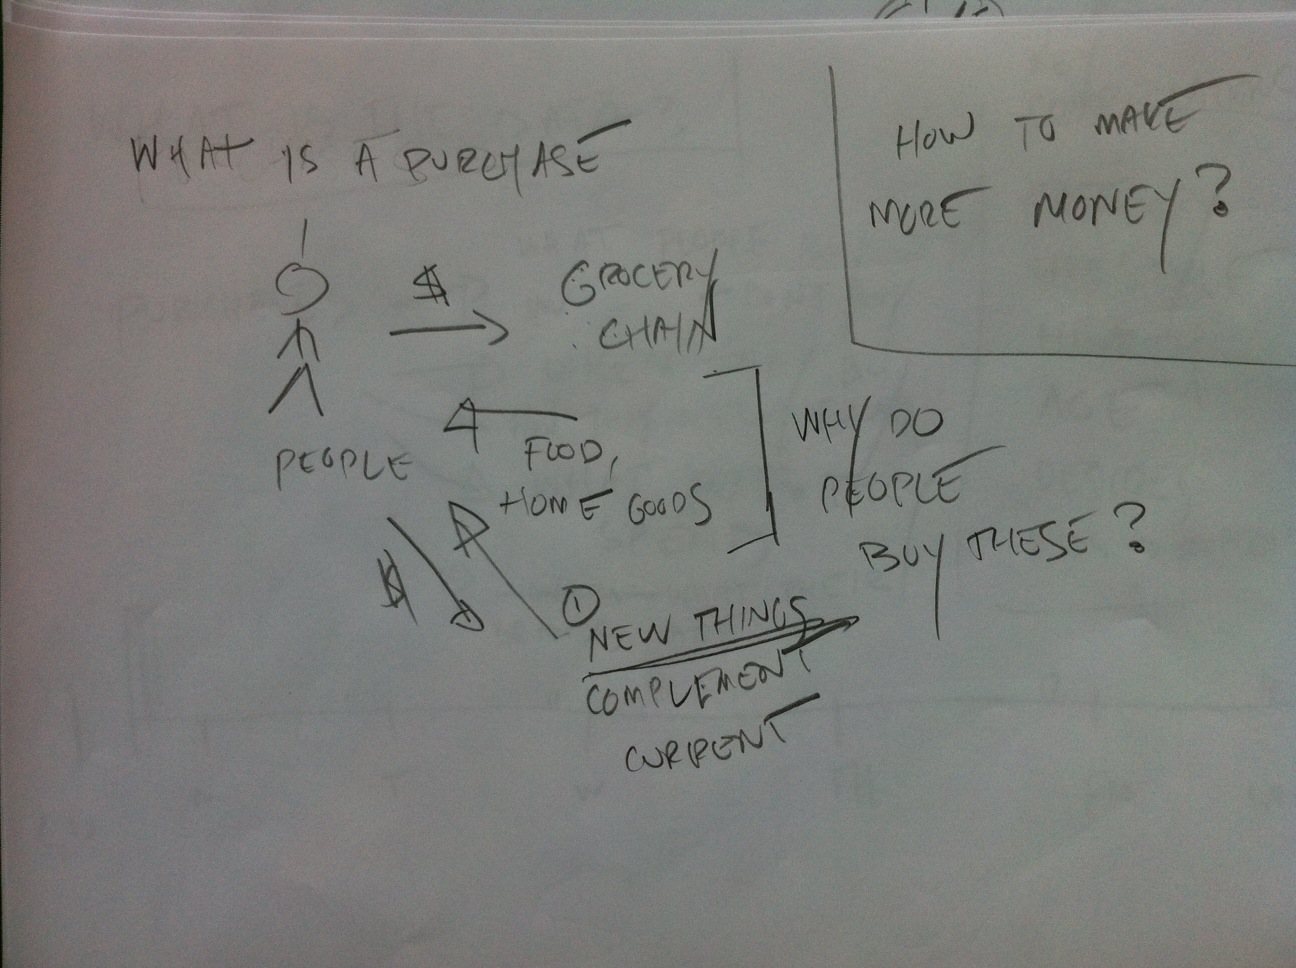 WHAT IS A PURCHASE
HOW TO MAKE
MORE MONEY?
$
GROCERY
CHAIN
PEOPLE
FOOD,
HOME GOODS
WHY DO
PEOPLE
BUY THESE?
$
1
NEW THINGS
COMPLEMENT
CURRENT